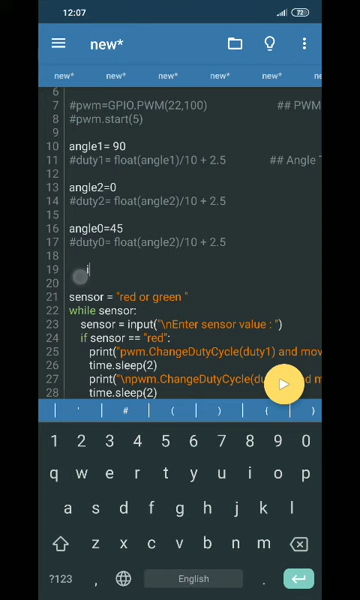 12:07
72
new*
new* new* new* new* new*
6
7 #pwm=GPIO.PWM(22,100) ## PWM
8 #pwm.start(5)
9
10 angle1= 90
11 #duty1= float(angle1)/10 + 2.5 ## Angle
12
13 angle2=0
14 #duty2= float(angle2)/10 + 2.5
15
16 angle0=45
17 #duty0= float(angle2)/10 + 2.5
18
19 i
20
21 sensor = "red or green "
22 while sensor:
23 sensor = input("\nEnter sensor value : ")
24 if sensor == "red":
25 print("pwm.ChangeDutyCycle(duty1) and mov
26 time.sleep(2)
27 print("\npwm.ChangeDutyCycle(du m
28 time.sleep(2)
' # ( ) { }
1 2 3 4 5 6 7 8 9 0
q w e r t y u i o p
a s d f g h j k l
z x c v b n m
?123 , English .